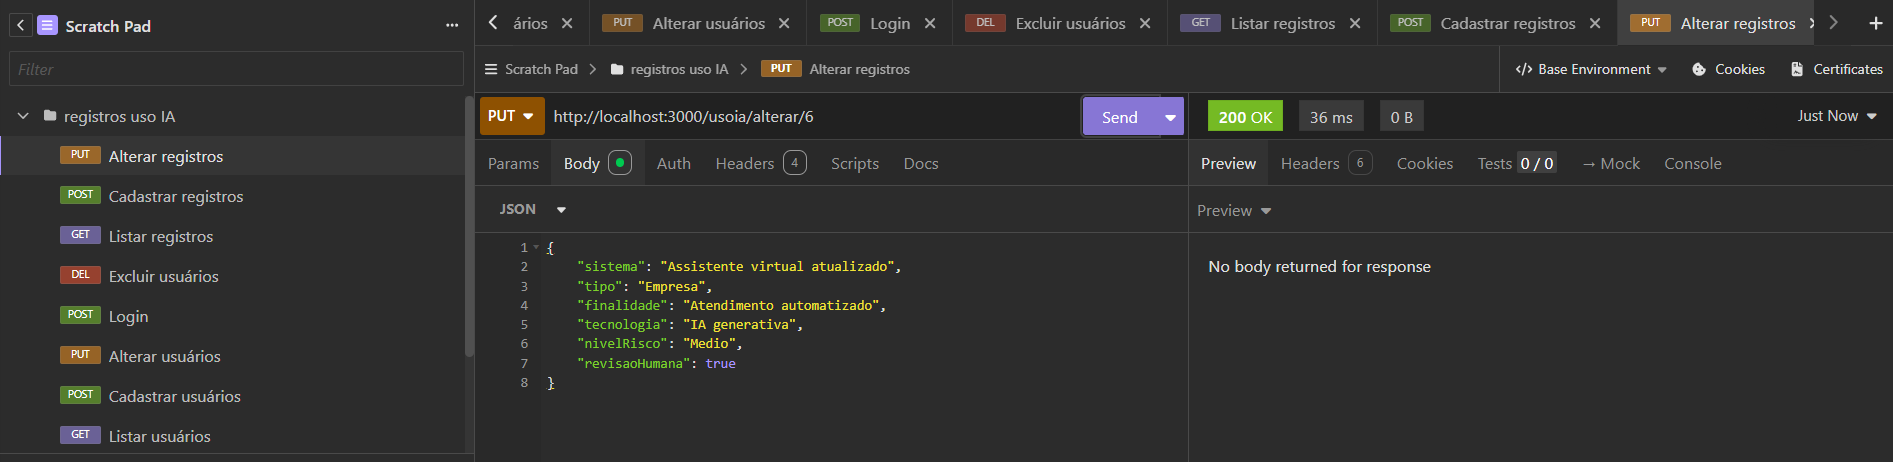 Scratch Pad
Filter
registros uso IA
PUT Alterar registros
POST Cadastrar registros
GET Listar registros
DEL Excluir usuários
POST Login
PUT Alterar usuários
POST Cadastrar usuários
GET Listar usuários
ários PUT Alterar usuários POST Login DEL Excluir usuários GET Listar registros POST Cadastrar registros PUT Alterar registros
Scratch Pad registros uso IA PUT Alterar registros
</> Base Environment Cookies Certificates
PUT http://localhost:3000/usoia/alterar/6 Send
Params Body Auth Headers 4 Scripts Docs
JSON
1 {
2 "sistema": "Assistente virtual atualizado",
3 "tipo": "Empresa",
4 "finalidade": "Atendimento automatizado",
5 "tecnologia": "IA generativa",
6 "nivelRisco": "Medio",
7 "revisaoHumana": true
8 }
200 OK 36 ms 0 B Just Now
Preview Headers 6 Cookies Tests 0 / 0 → Mock Console
Preview
No body returned for response